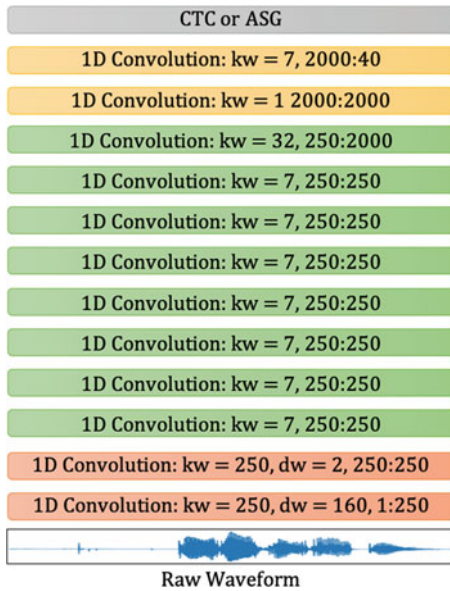 CTC or ASG
1D Convolution: kw = 7, 2000:40
1D Convolution: kw = 1 2000:2000
1D Convolution: kw = 32, 250:2000
1D Convolution: kw = 7, 250:250
1D Convolution: kw = 7, 250:250
1D Convolution: kw = 7, 250:250
1D Convolution: kw = 7, 250:250
1D Convolution: kw = 7, 250:250
1D Convolution: kw = 7, 250:250
1D Convolution: kw = 7, 250:250
1D Convolution: kw = 250, dw = 2, 250:250
1D Convolution: kw = 250, dw = 160, 1:250
Raw Waveform